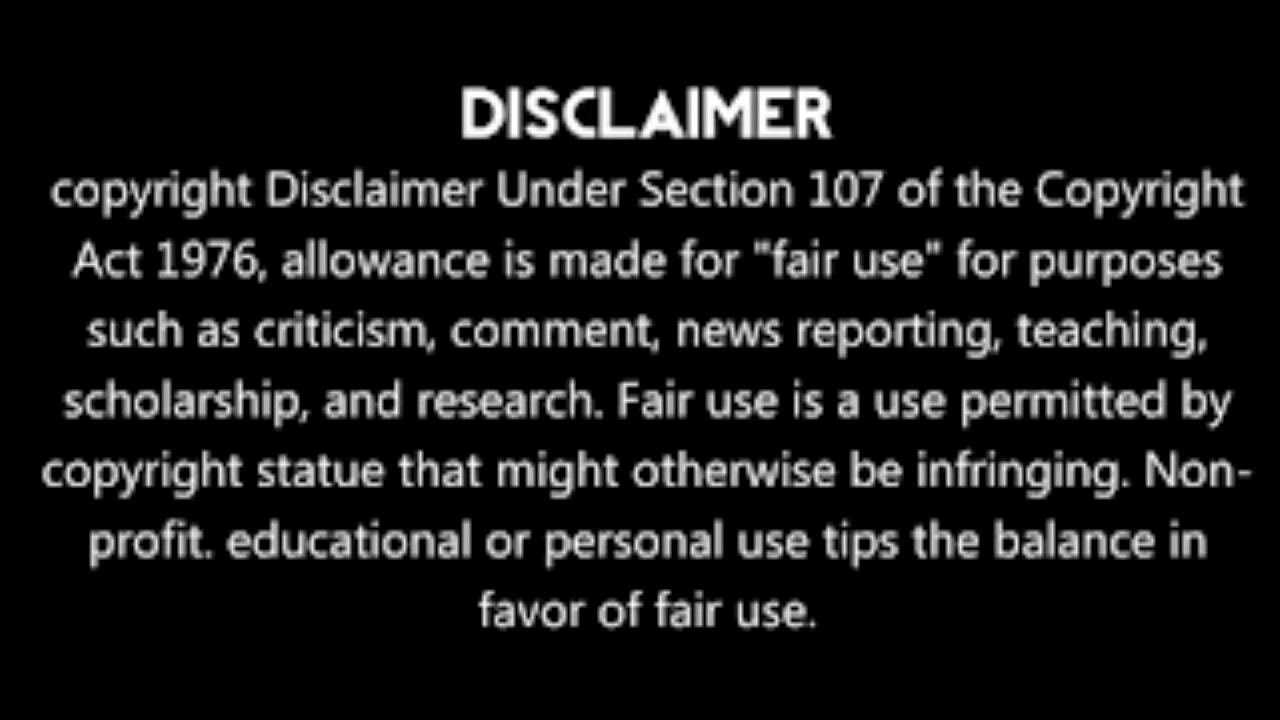 DISCLAIMER
copyright Disclaimer Under Section 107 of the Copyright
Act 1976, allowance is made for "fair use" for purposes
such as criticism, comment, news reporting, teaching,
scholarship, and research. Fair use is a use permitted by
copyright statue that might otherwise be infringing. Non-
profit. educational or personal use tips the balance in
favor of fair use.